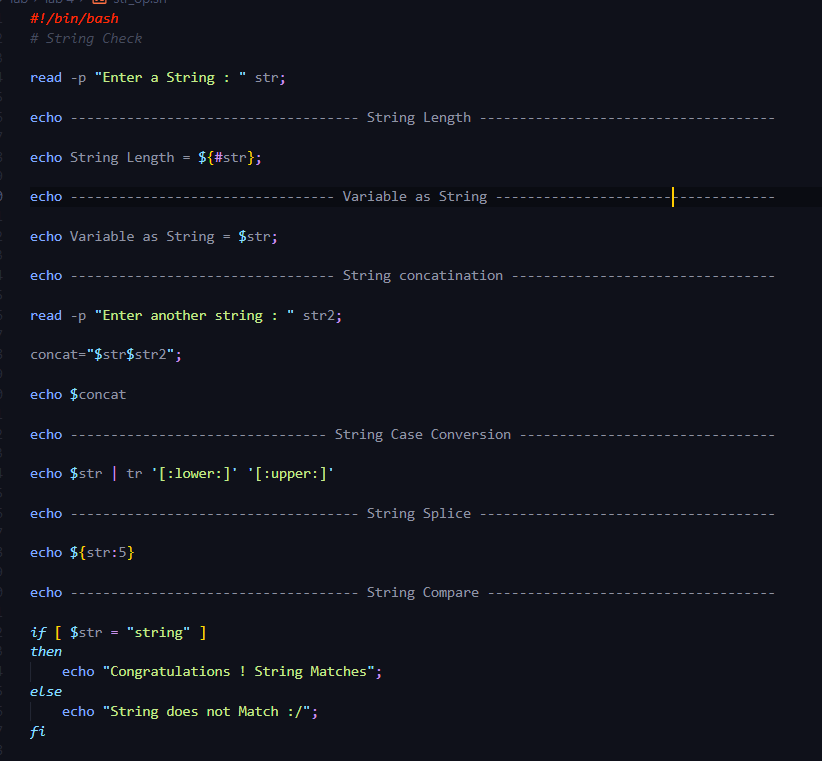 #!/bin/bash
# String Check
read -p "Enter a String : " str;
echo ------------------------------------ String Length -------------------------------------
echo String Length = ${#str};
echo --------------------------------- Variable as String -----------------------------------
echo Variable as String = $str;
echo --------------------------------- String concatination ---------------------------------
read -p "Enter another string : " str2;
concat="$str$str2";
echo $concat
echo -------------------------------- String Case Conversion --------------------------------
echo $str | tr '[:lower:]' '[:upper:]'
echo ------------------------------------ String Splice -------------------------------------
echo ${str:5}
echo ------------------------------------ String Compare ------------------------------------
if [ $str = "string" ]
then
    echo "Congratulations ! String Matches";
else
    echo "String does not Match :/";
fi